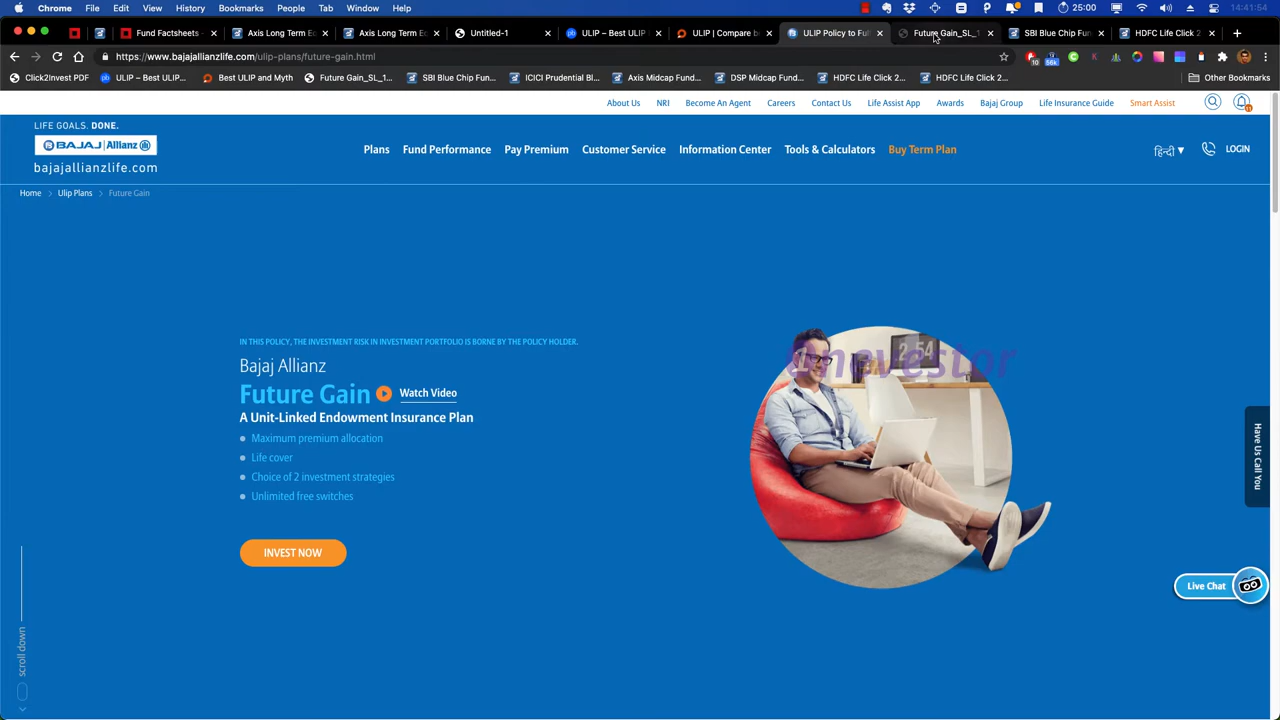 Chrome File Edit View History Bookmarks People Tab Window Help 25:00 14:41:54
Fund Factsheets - Axis Long Term Eq Axis Long Term Ec Untitled-1 ULIP – Best ULIP ULIP | Compare b ULIP Policy to Ful Future Gain_SL_1 SBI Blue Chip Fun HDFC Life Click 2
https://www.bajajallianzlife.com/ulip-plans/future-gain.html
Click2Invest PDF ULIP – Best ULIP... Best ULIP and Myth Future Gain_SL_1... SBI Blue Chip Fun... ICICI Prudential Bl... Axis Midcap Fund... DSP Midcap Fund... HDFC Life Click 2... HDFC Life Click 2... Other Bookmarks
About Us NRI Become An Agent Careers Contact Us Life Assist App Awards Bajaj Group Life Insurance Guide Smart Assist
LIFE GOALS. DONE.
BAJAJ Allianz
bajajallianzlife.com
Plans Fund Performance Pay Premium Customer Service Information Center Tools & Calculators Buy Term Plan हिन्दी LOGIN
Home Ulip Plans Future Gain
IN THIS POLICY, THE INVESTMENT RISK IN INVESTMENT PORTFOLIO IS BORNE BY THE POLICY HOLDER.
Bajaj Allianz
Future Gain Watch Video
A Unit-Linked Endowment Insurance Plan
Maximum premium allocation
Life cover
Choice of 2 investment strategies
Unlimited free switches
INVEST NOW
2 54
Have Us Call You
Live Chat
scroll down